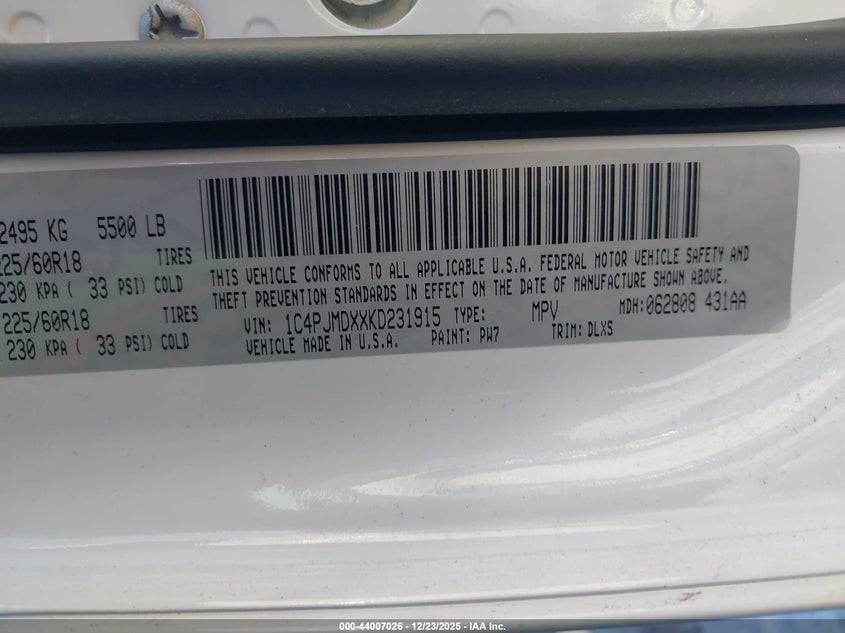 2495 KG 5500 LB
225/60R18 TIRES
230 KPA ( 33 PSI) COLD
225/60R18 TIRES
230 KPA ( 33 PSI) COLD
THIS VEHICLE CONFORMS TO ALL APPLICABLE U.S.A. FEDERAL MOTOR VEHICLE SAFETY AND
THEFT PREVENTION STANDARDS IN EFFECT ON THE DATE OF MANUFACTURE SHOWN ABOVE.
VIN: 1C4PJMDXXKD231915 TYPE: MPV MDH:062808 431AA
VEHICLE MADE IN U.S.A. PAINT: PW7 TRIM: DLXS
000-44007026 - 12/23/2025 - IAA Inc.